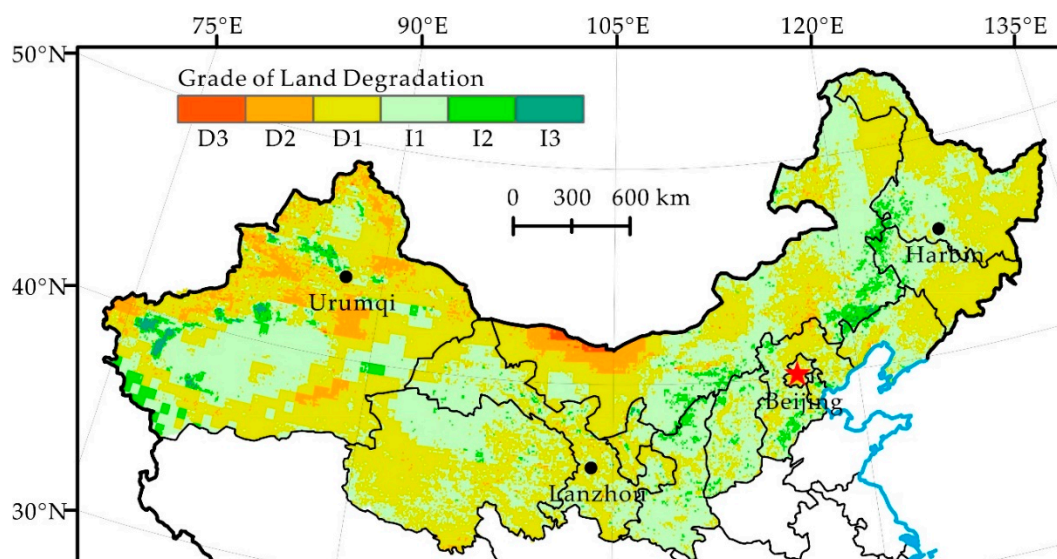 75°E 90°E 105°E 120°E 135°E
50°N
Grade of Land Degradation
D3 D2 D1 I1 I2 I3
0 300 600 km
Harbin
40°N
Urumqi
Beijing
Lanzhou
30°N